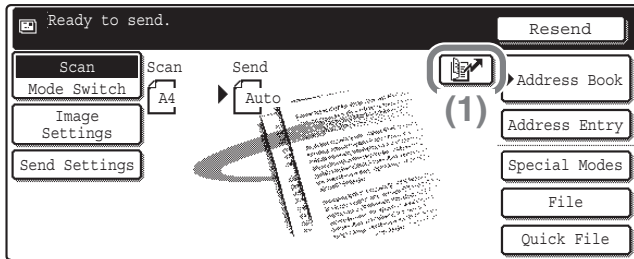 Ready to send.
Resend
Scan
Mode Switch
Scan
A4
Send
Auto
(1)
Address Book
Image
Settings
Address Entry
Send Settings
Special Modes
File
Quick File